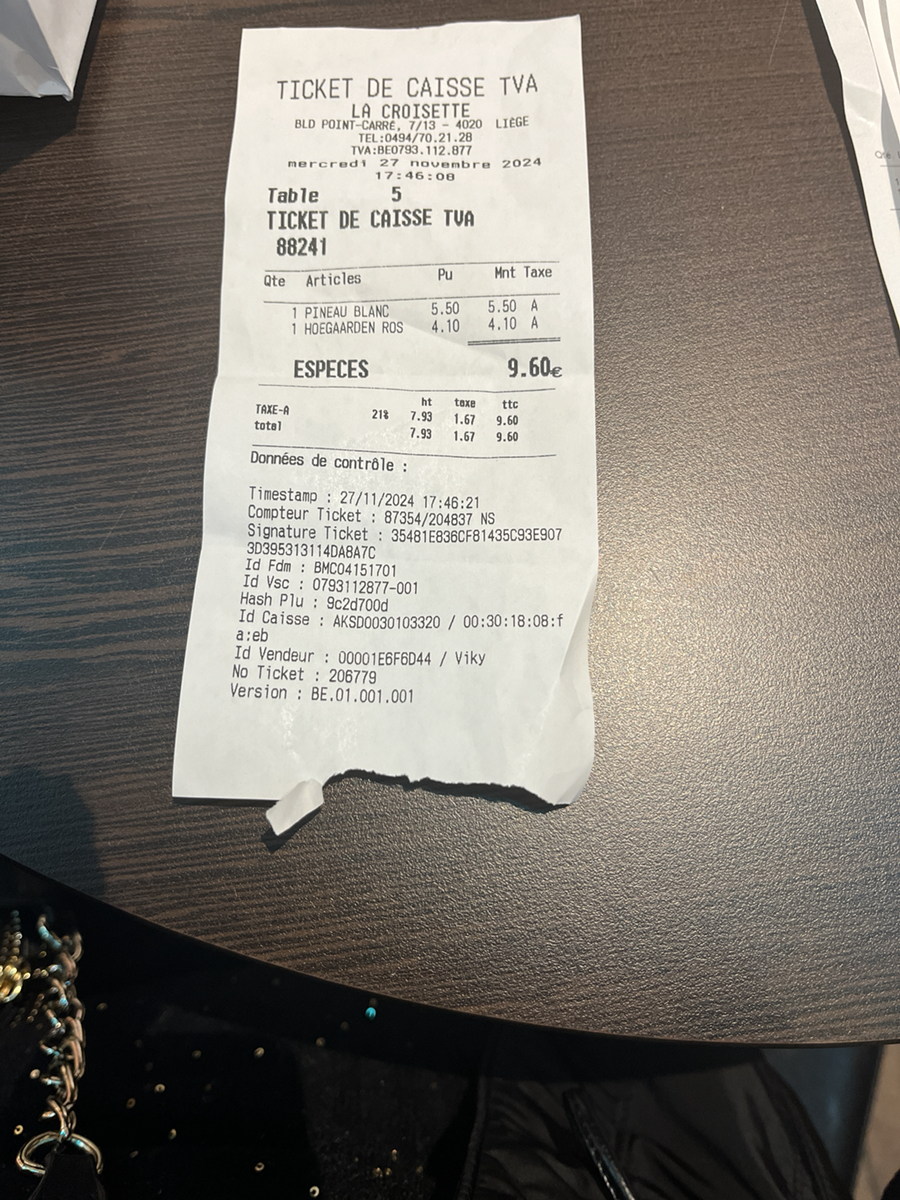 TICKET DE CAISSE TVA
LA CROISETTE
BLD POINT-CARRÉ, 7/13 - 4020 LIÈGE
TEL:0494/70.21.28
TVA:BE0793.112.877
mercredi 27 novembre 2024
17:46:08
Table 5
TICKET DE CAISSE TVA
88241
Qte Articles Pu Mnt Taxe
1 PINEAU BLANC 5.50 5.50 A
1 HOEGAARDEN ROS 4.10 4.10 A
ESPECES 9.60€
ht taxe ttc
TAXE-A 21% 7.93 1.67 9.60
total 7.93 1.67 9.60
Données de contrôle :
Timestamp : 27/11/2024 17:46:21
Compteur Ticket : 87354/204837 NS
Signature Ticket : 35481E836CF81435C93E907
3D395313114DA8A7C
Id Fdm : BMC04151701
Id Vsc : 0793112877-001
Hash Plu : 9c2d700d
Id Caisse : AKSD0030103320 / 00:30:18:08:f
a:eb
Id Vendeur : 00001E6F6D44 / Viky
No Ticket : 206779
Version : BE.01.001.001